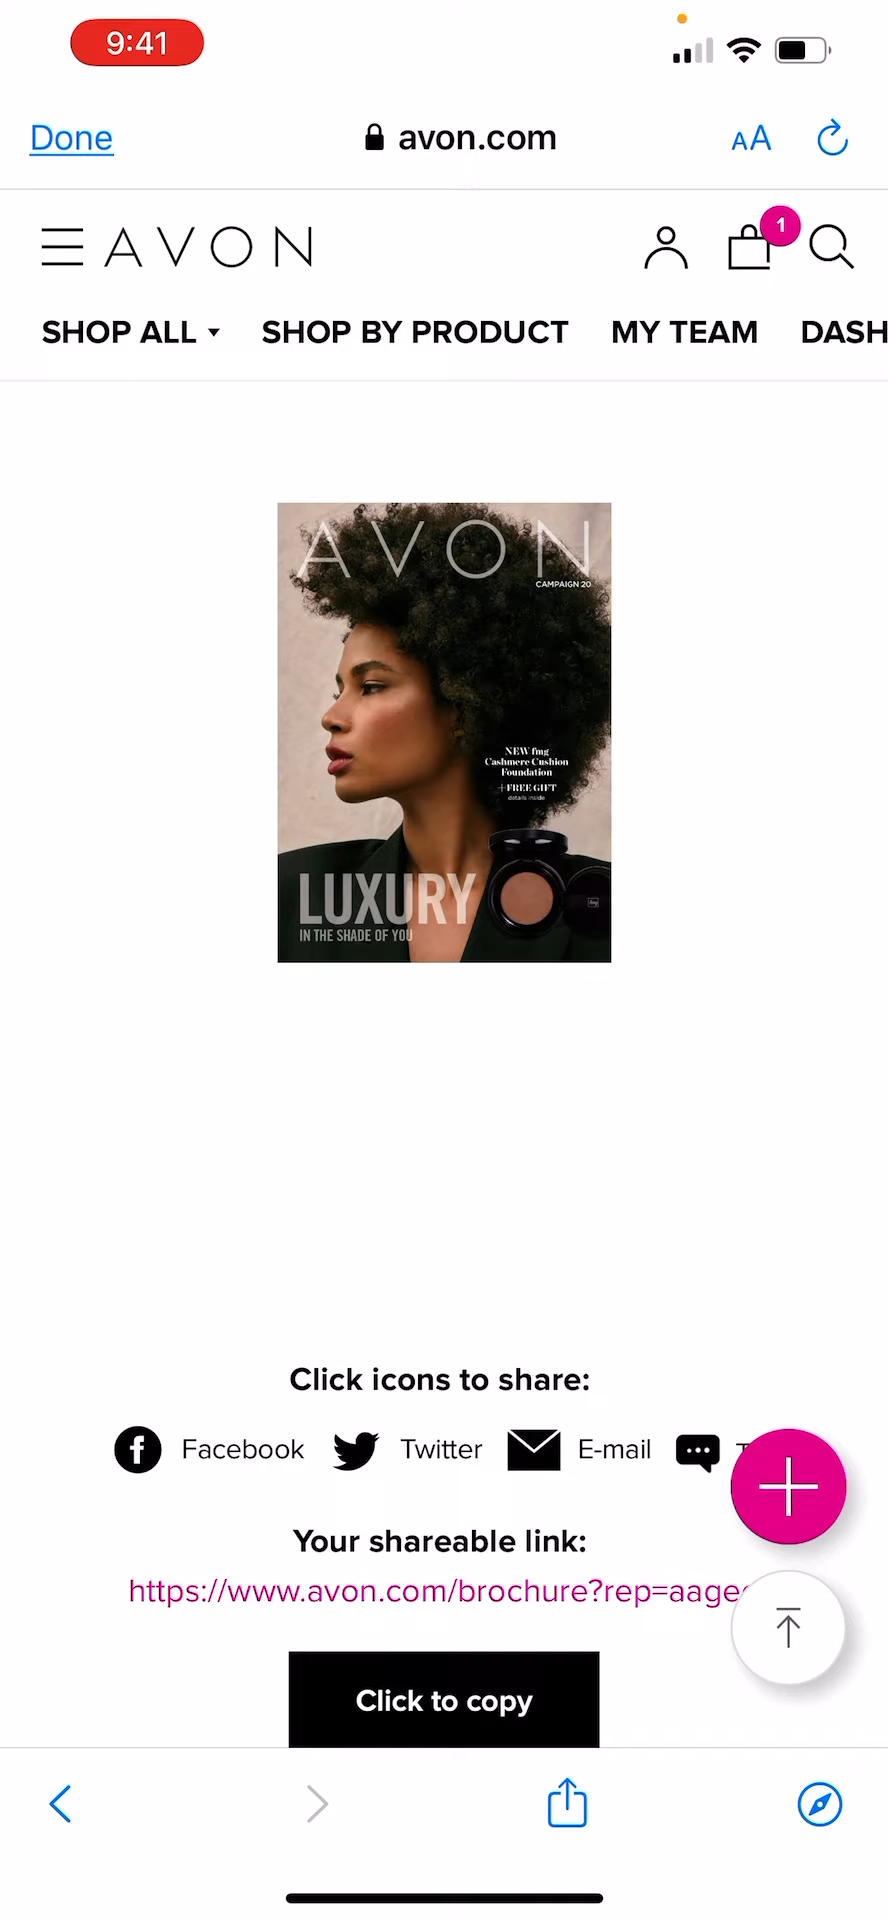 9:41
Done
avon.com
AA
AVON
1
SHOP ALL
SHOP BY PRODUCT
MY TEAM
DASH
AVON
CAMPAIGN 20
NEW fmg
Cashmere Cushion
Foundation
+FREE GIFT
details inside
LUXURY
IN THE SHADE OF YOU
Click icons to share:
Facebook
Twitter
E-mail
Your shareable link:
https://www.avon.com/brochure?rep=aage
Click to copy